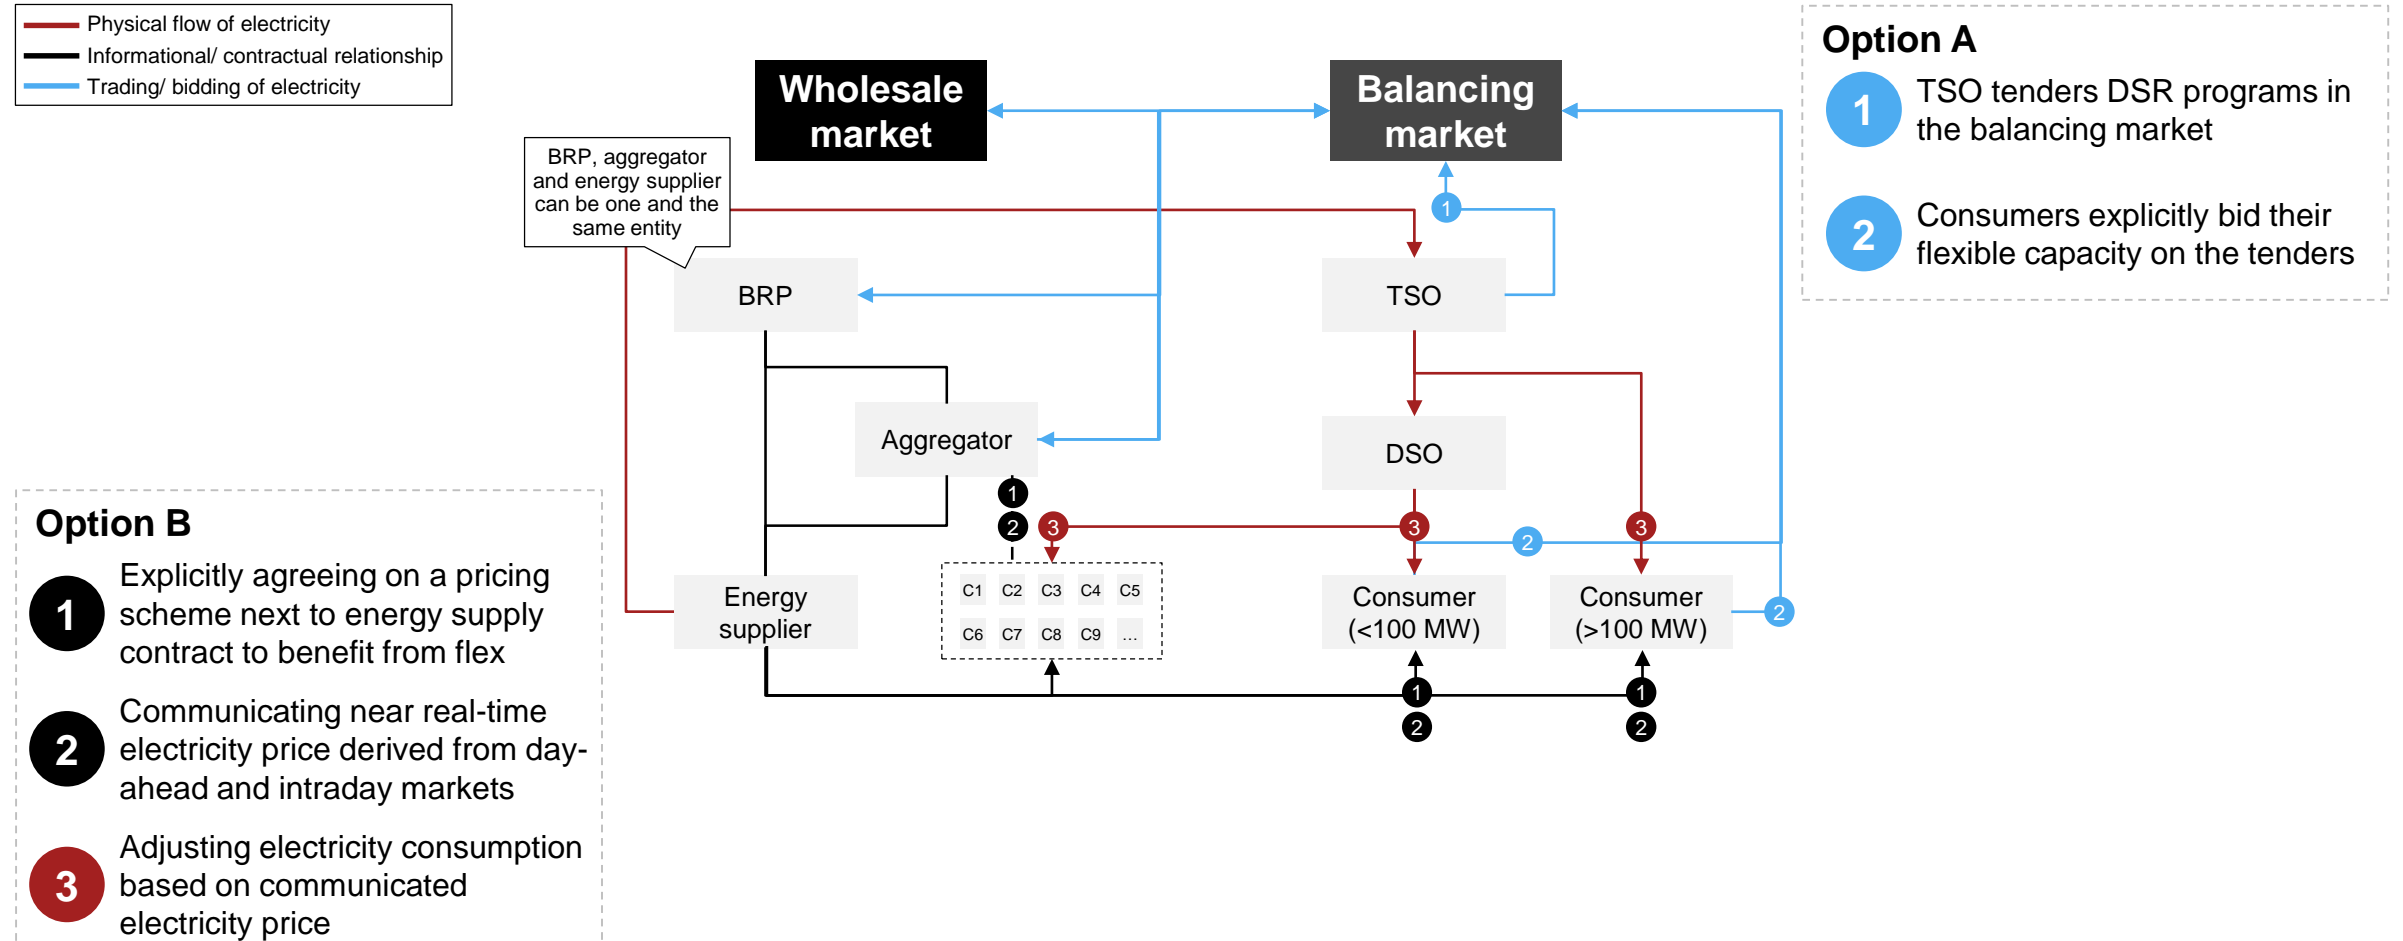 Physical flow of electricity
Informational/ contractual relationship
Trading/ bidding of electricity
Wholesale
market
Balancing
market
Option A
1
TSO tenders DSR programs in
the balancing market
2
Consumers explicitly bid their
flexible capacity on the tenders
BRP, aggregator
and energy supplier
can be one and the
same entity
1
BRP
TSO
Aggregator
DSO
1
2
3
3
3
2
Option B
1
Explicitly agreeing on a pricing
scheme next to energy supply
contract to benefit from flex
2
Communicating near real-time
electricity price derived from day-
ahead and intraday markets
3
Adjusting electricity consumption
based on communicated
electricity price
Energy
supplier
C1 C2 C3 C4 C5
C6 C7 C8 C9 ...
Consumer
(<100 MW)
Consumer
(>100 MW)
2
1
1
2
2